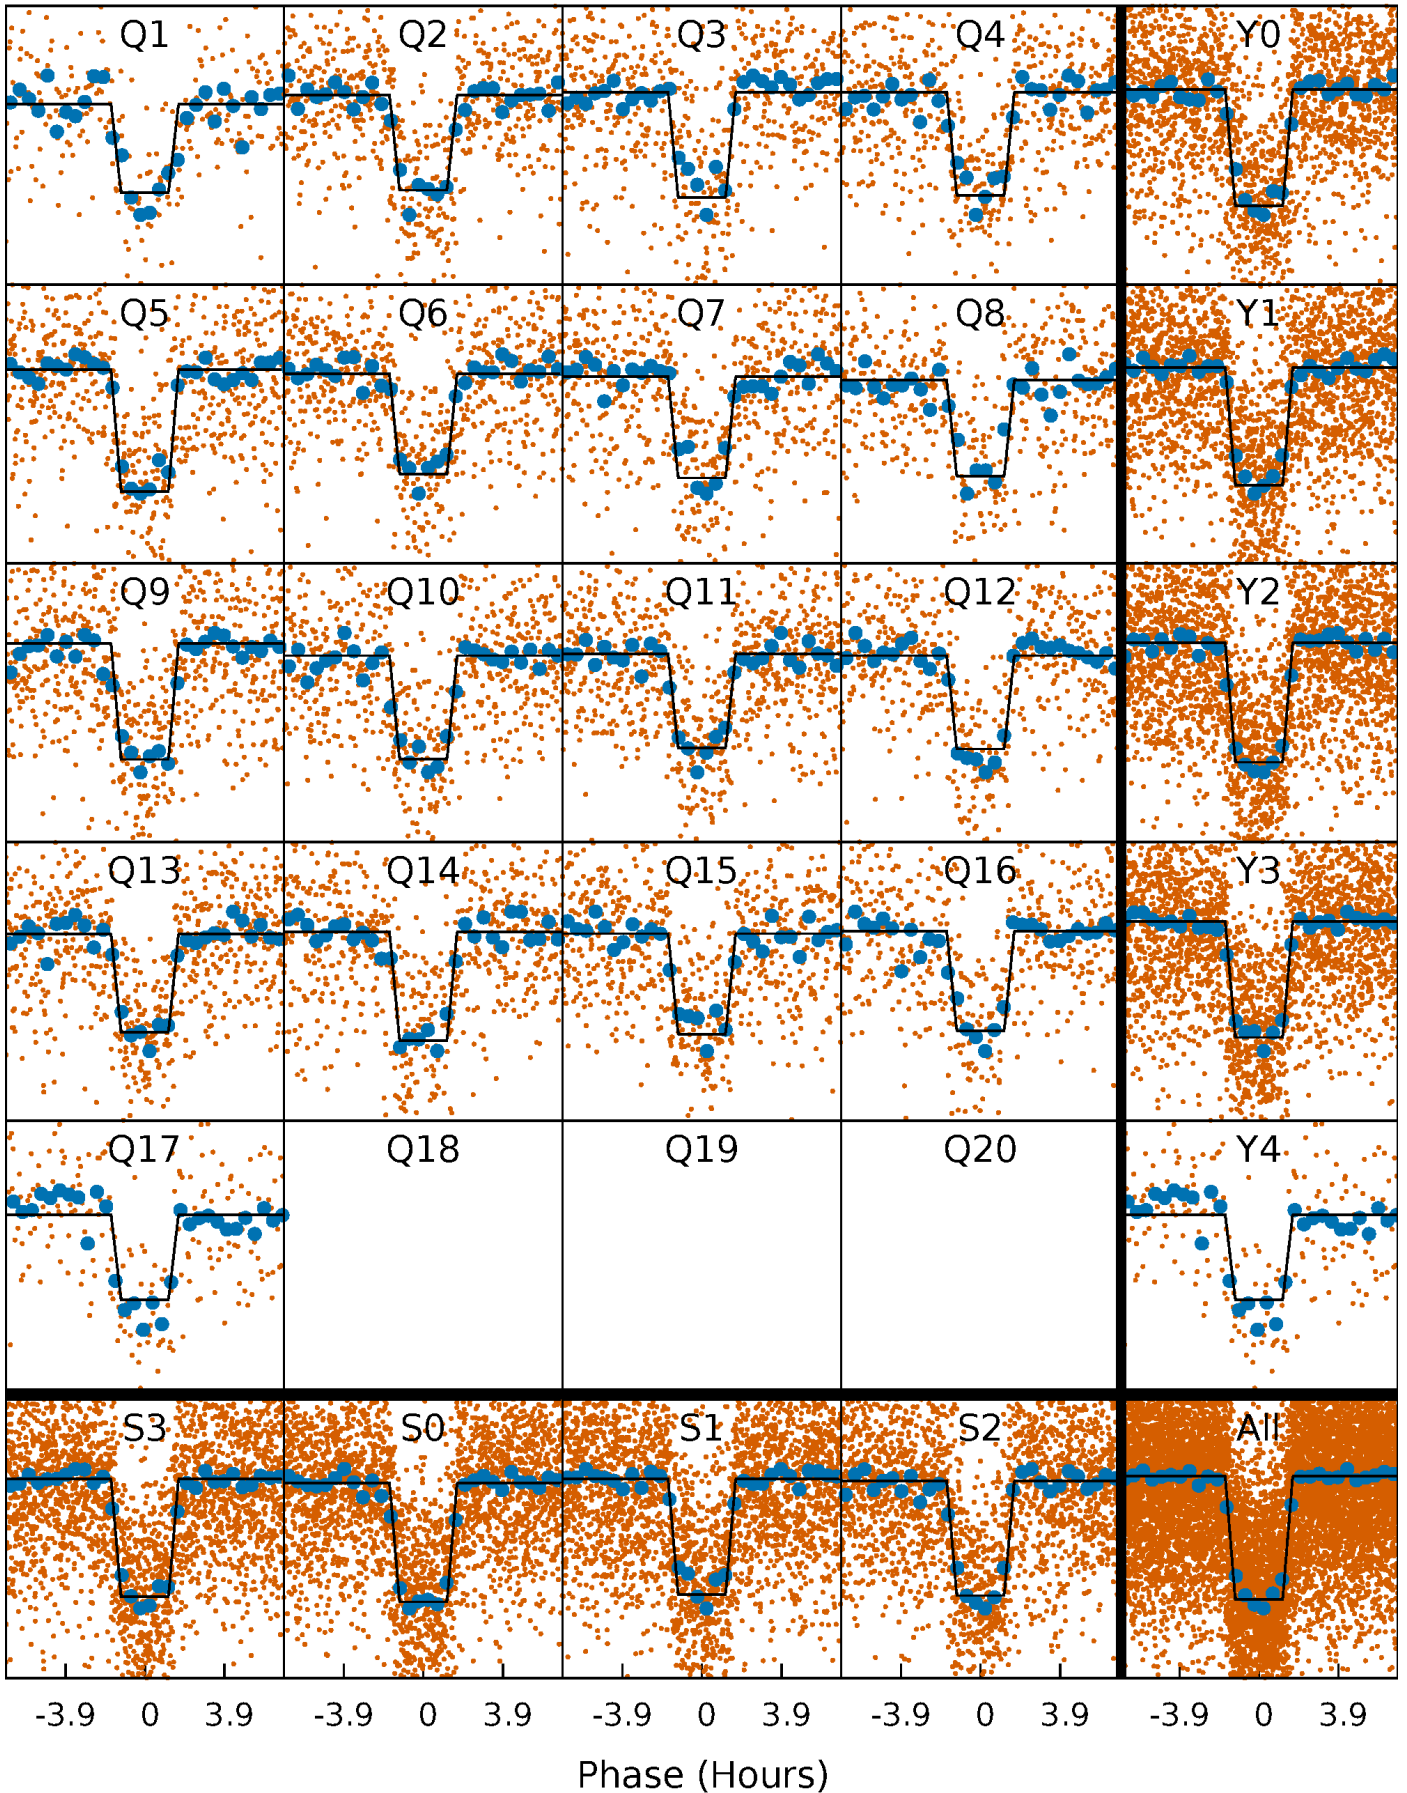 Q1 Q2 Q3 Q4 Y0
Q5 Q6 Q7 Q8 Y1
Q9 Q10 Q11 Q12 Y2
Q13 Q14 Q15 Q16 Y3
Q17 Q18 Q19 Q20 Y4
S3 S0 S1 S2 All
-3.9 0 3.9 -3.9 0 3.9 -3.9 0 3.9 -3.9 0 3.9 -3.9 0 3.9
Phase (Hours)